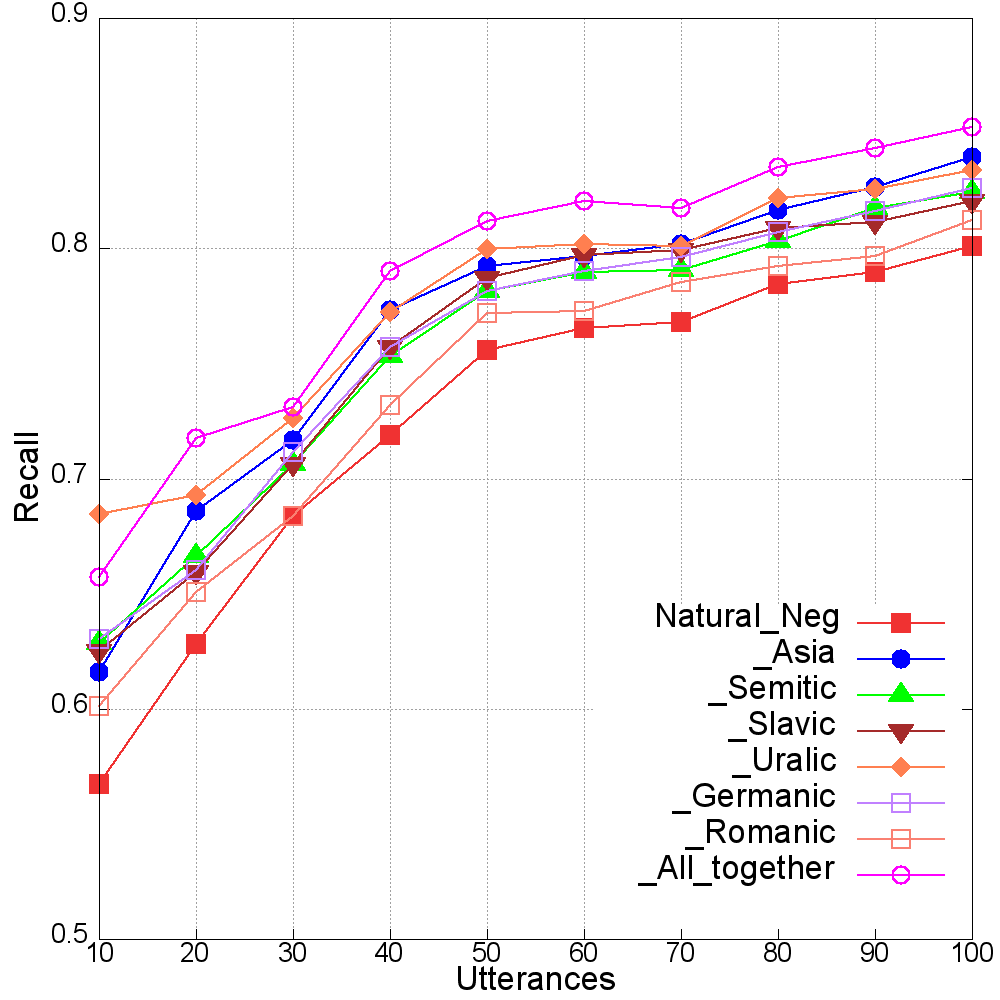 0.9
0.8
0.7
0.6
0.5
Recall
10 20 30 40 50 60 70 80 90 100
Utterances
Natural_Neg
_Asia
_Semitic
_Slavic
_Uralic
_Germanic
_Romanic
_All_together